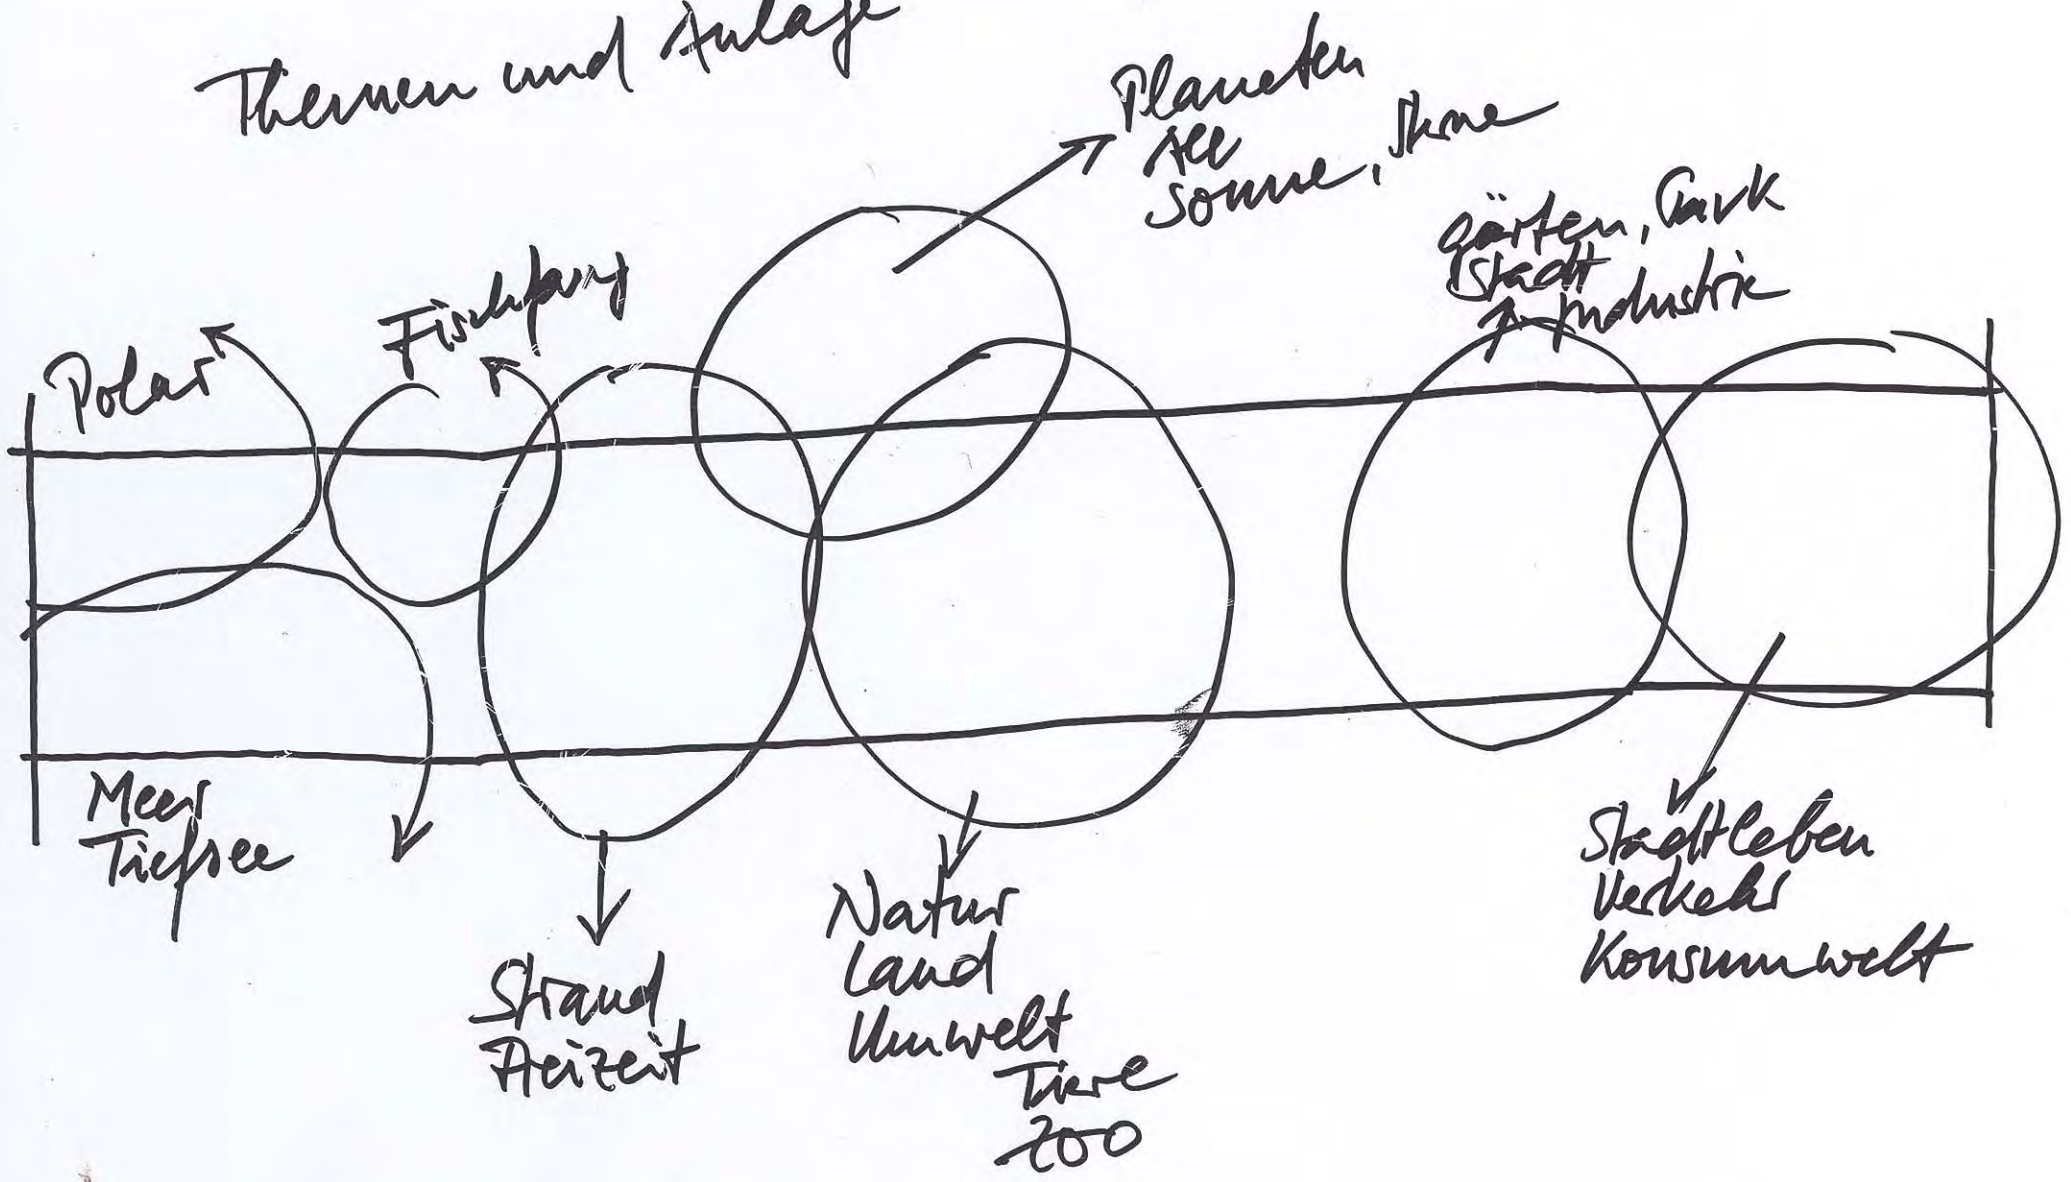 Themen und Anlage
Planeten
All
Sonne, Sterne
Gärten, Park
Stadt
Industrie
Fischfang
Polar
Meer
Tiefsee
Strand
Freizeit
Natur
Land
Umwelt
Tiere
Zoo
Stadtleben
Verkehr
Konsumwelt